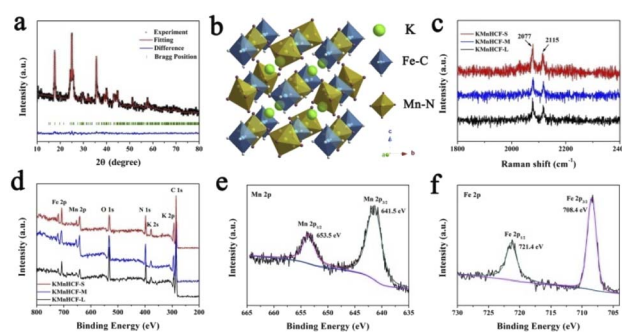 a
Experiment
Fitting
Difference
Bragg Position
Intensity (a.u.)
10 20 30 40 50 60 70 80
2θ (degree)
b
K
Fe-C
Mn-N
c
b
c
KMnHCF-S
KMnHCF-M
KMnHCF-L
2077
2115
Intensity (a.u.)
1800 2000 2200 2400
Raman shift (cm-1)
d
Fe 2p
Mn 2p
O 1s
N 1s
K 2s
K 2p
C 1s
KMnHCF-S
KMnHCF-M
KMnHCF-L
Intensity (a.u.)
800 700 600 500 400 300 200
Binding Energy (eV)
e
Mn 2p
Mn 2p1/2
653.5 eV
Mn 2p3/2
641.5 eV
Intensity (a.u.)
665 660 655 650 645 640 635
Binding Energy (eV)
f
Fe 2p
Fe 2p1/2
721.4 eV
Fe 2p3/2
708.4 eV
Intensity (a.u.)
730 725 720 715 710 705
Binding Energy (eV)